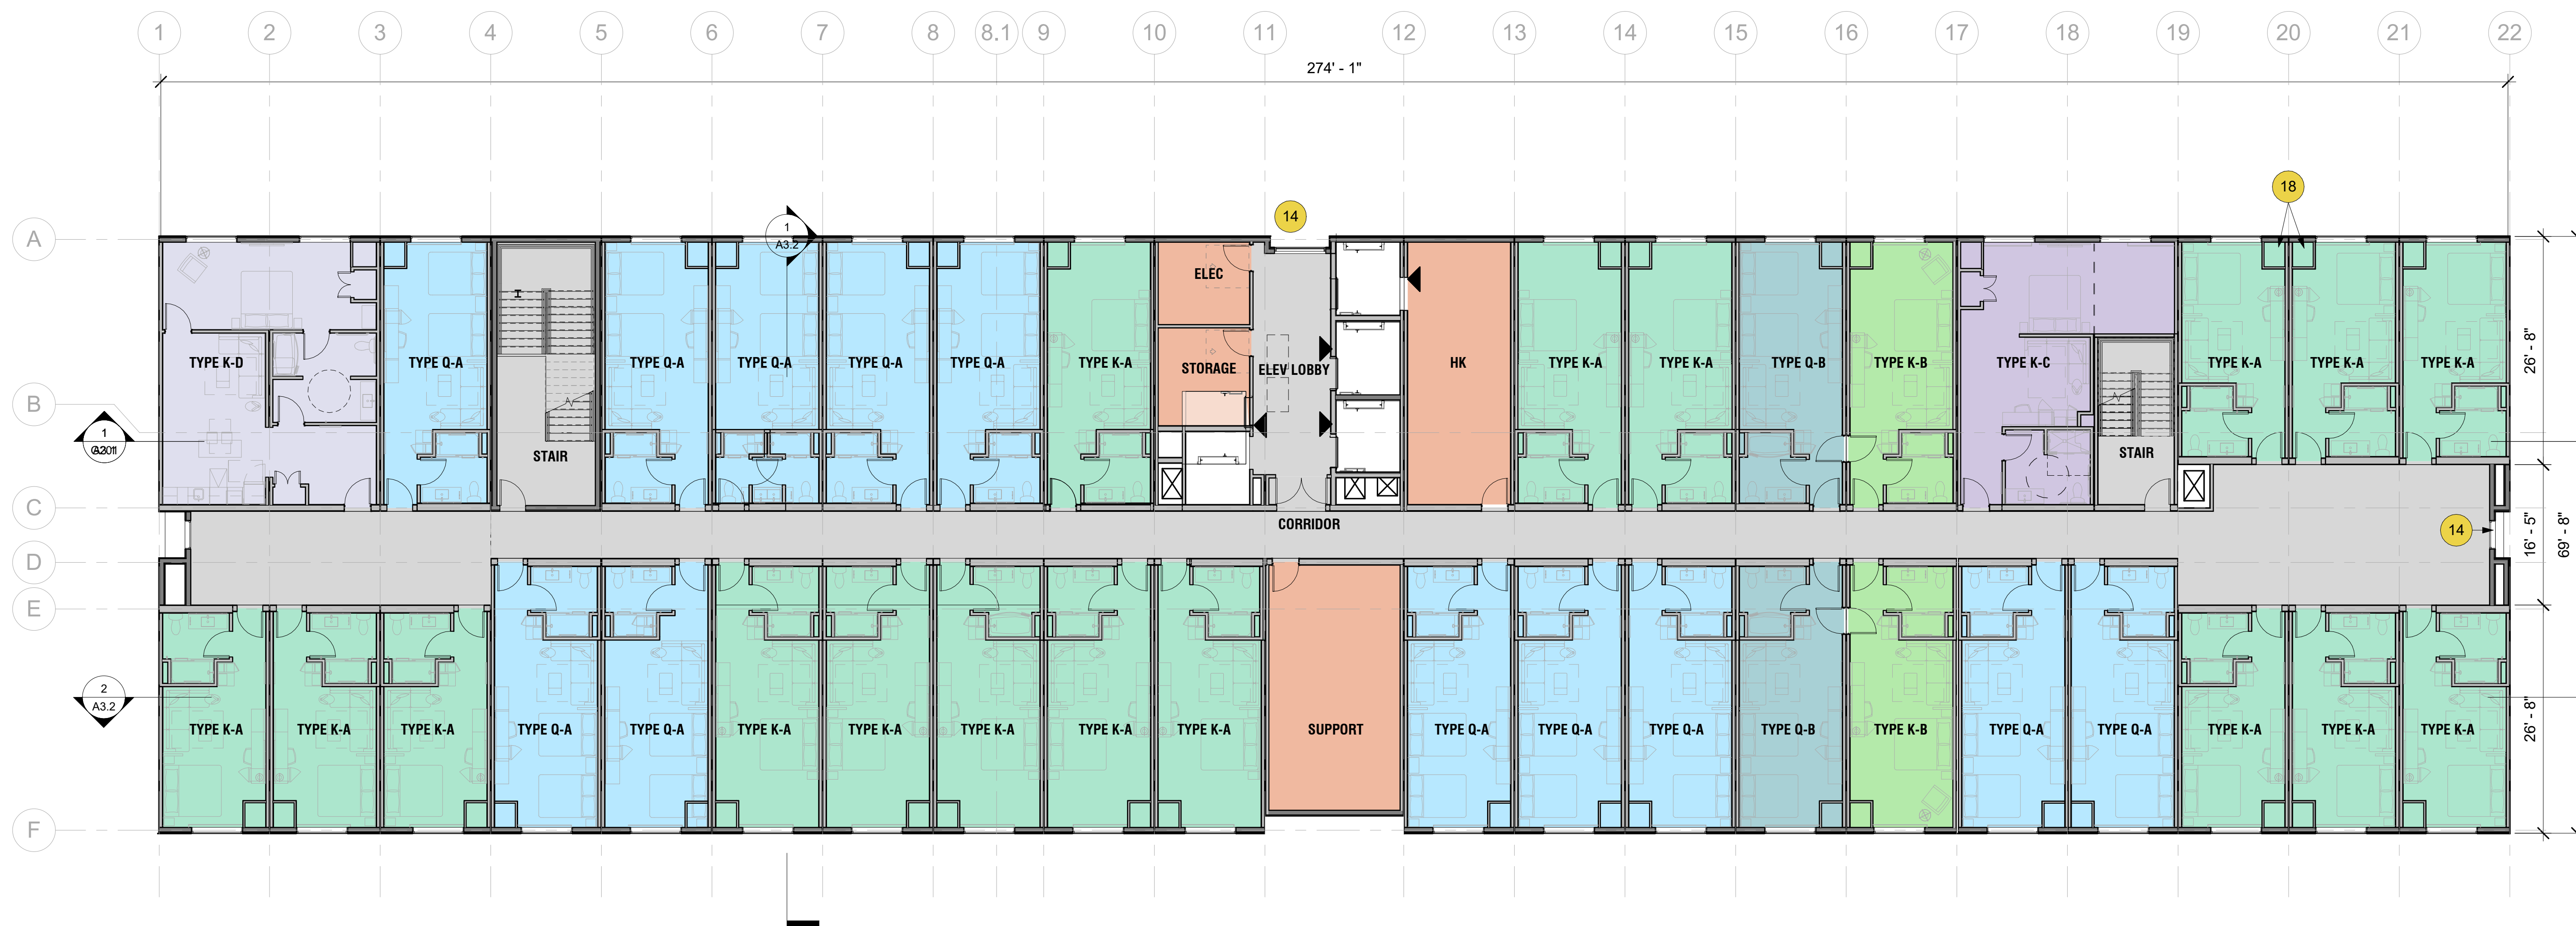 1 2 3 4 5 6 7 8 8.1 9 10 11 12 13 14 15 16 17 18 19 20 21 22
274' - 1"
18
14
A
1
A3.2
ELEC
TYPE K-D
TYPE Q-A
TYPE Q-A
TYPE Q-A
TYPE Q-A
TYPE Q-A
TYPE K-A
STORAGE
ELEV LOBBY
HK
TYPE K-A
TYPE K-A
TYPE Q-B
TYPE K-B
TYPE K-C
TYPE K-A
TYPE K-A
TYPE K-A
26' - 8"
B
1
STAIR
STAIR
C
CORRIDOR
14
16' - 5"
69' - 8"
D
E
2
A3.2
TYPE K-A
TYPE K-A
TYPE K-A
TYPE Q-A
TYPE Q-A
TYPE K-A
TYPE K-A
TYPE K-A
TYPE K-A
TYPE K-A
SUPPORT
TYPE Q-A
TYPE Q-A
TYPE Q-A
TYPE Q-B
TYPE K-B
TYPE Q-A
TYPE Q-A
TYPE K-A
TYPE K-A
TYPE K-A
26' - 8"
F